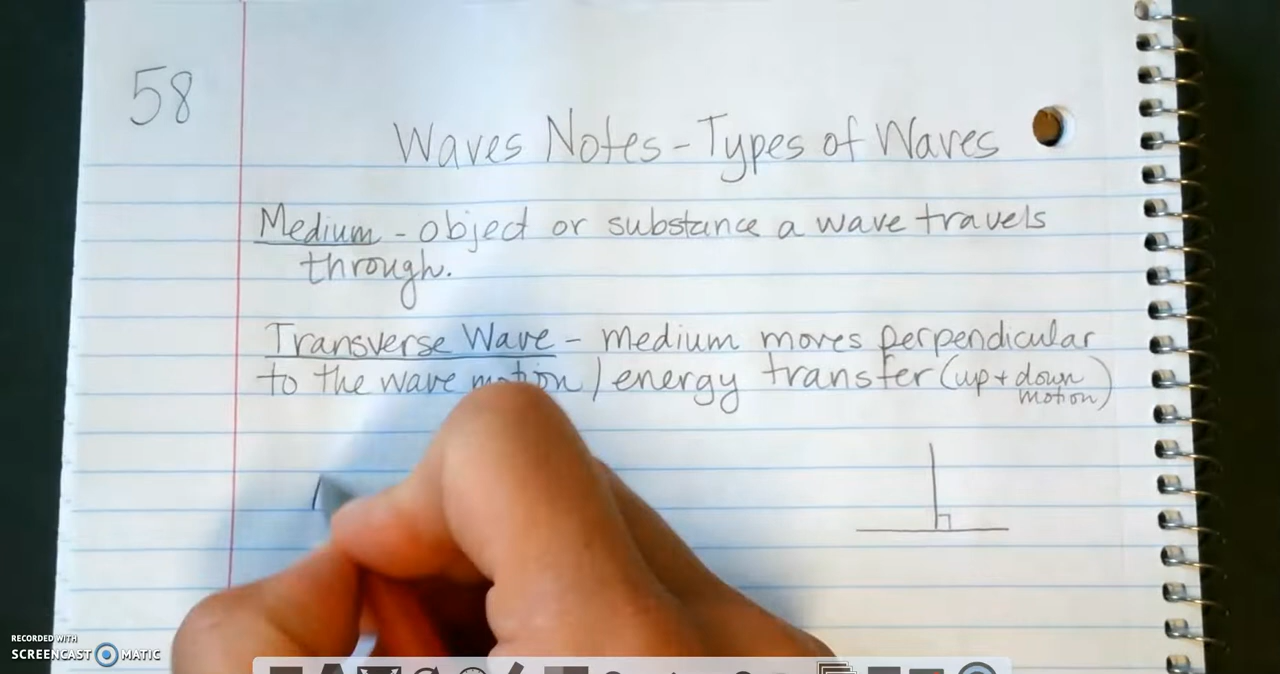 58
Waves Notes - Types of Waves
Medium - object or substance a wave travels
through.
Transverse Wave - medium moves perpendicular
to the wave motion / energy transfer (up + down
motion)
RECORDED WITH
SCREENCAST MATIC